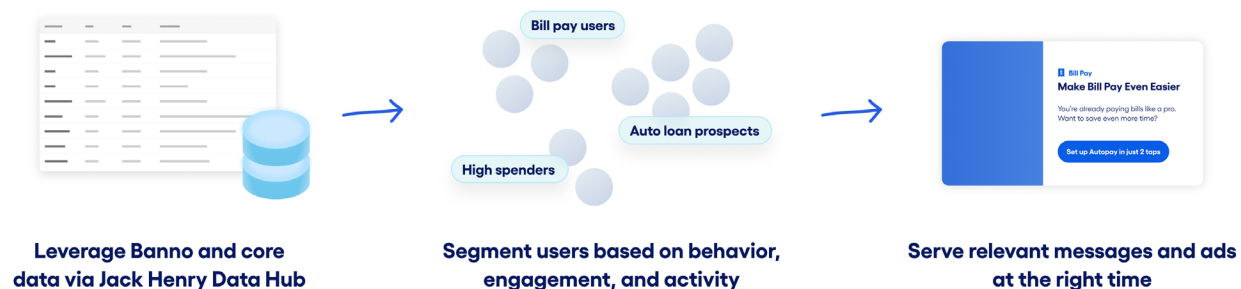 Bill pay users
Auto loan prospects
High spenders
Bill Pay
Make Bill Pay Even Easier
You're already paying bills like a pro.
Want to save even more time?
Set up Autopay in just 2 taps
Leverage Banno and core
data via Jack Henry Data Hub
Segment users based on behavior,
engagement, and activity
Serve relevant messages and ads
at the right time